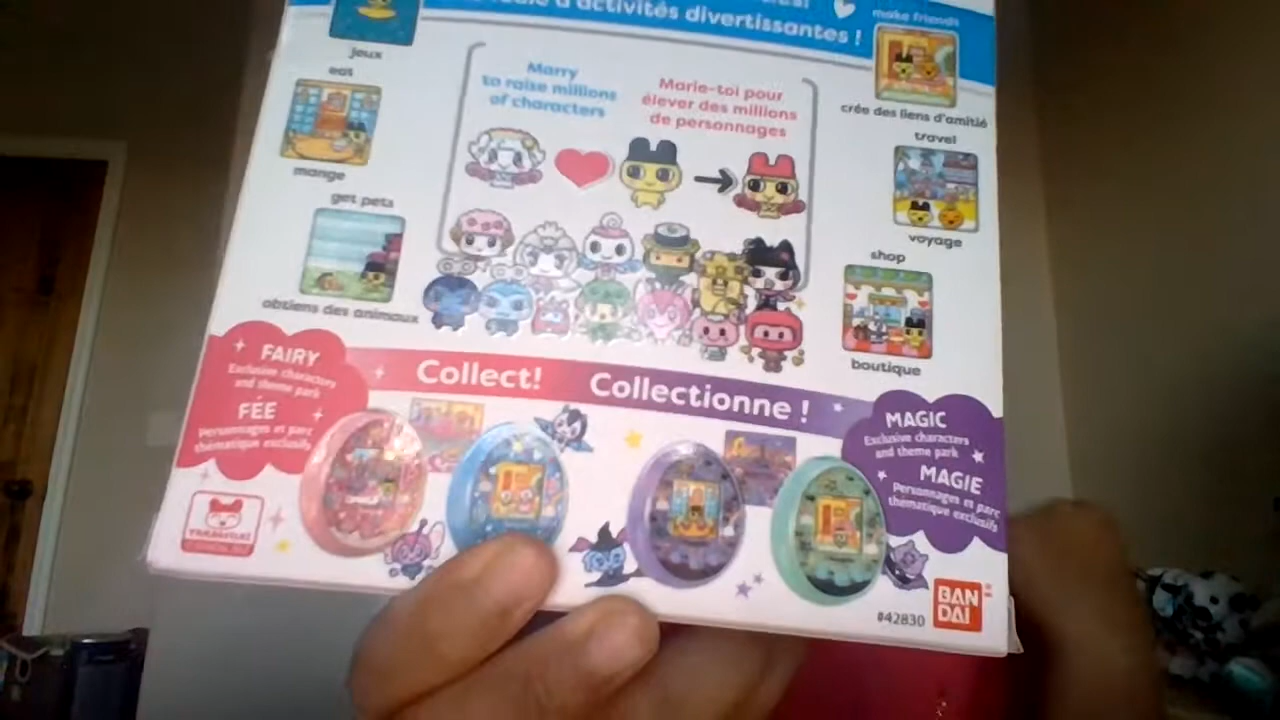 d'activités divertissantes !
make friends
jeux
eat
Marry
to raise millions
of characters
Marie-toi pour
élever des millions
de personnages
crée des liens d'amitié
travel
mange
get pets
voyage
shop
obtiens des animaux
boutique
FAIRY
Exclusive characters
and theme park
FÉE
Personnages et parc
thématique exclusifs
Collect!
Collectionne !
MAGIC
Exclusive characters
and theme park
MAGIE
Personnages et parc
thématique exclusifs
#42830
BAN
DAI